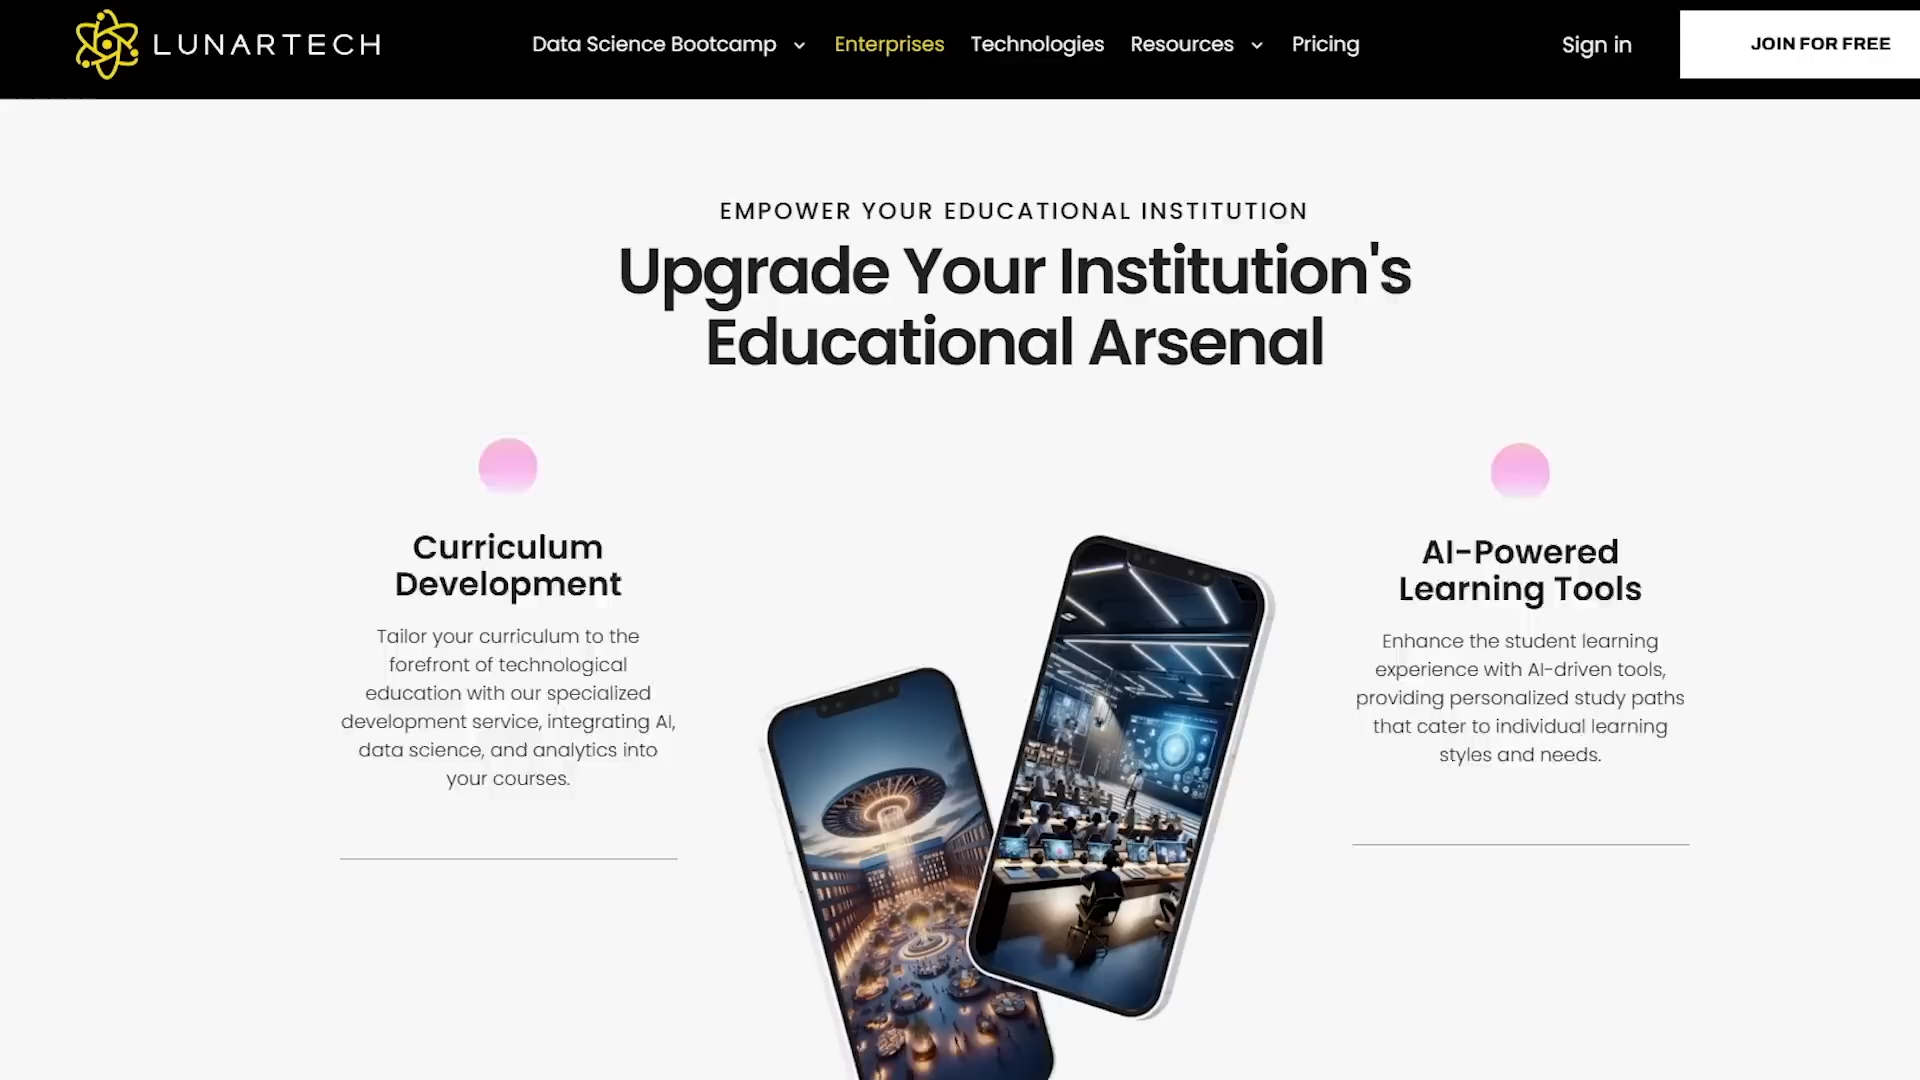 LUNARTECH
Data Science Bootcamp
Enterprises
Technologies
Resources
Pricing
Sign in
JOIN FOR FREE
EMPOWER YOUR EDUCATIONAL INSTITUTION
Upgrade Your Institution's
Educational Arsenal
Curriculum
Development
Tailor your curriculum to the
forefront of technological
education with our specialized
development service, integrating AI,
data science, and analytics into
your courses.
AI-Powered
Learning Tools
Enhance the student learning
experience with AI-driven tools,
providing personalized study paths
that cater to individual learning
styles and needs.